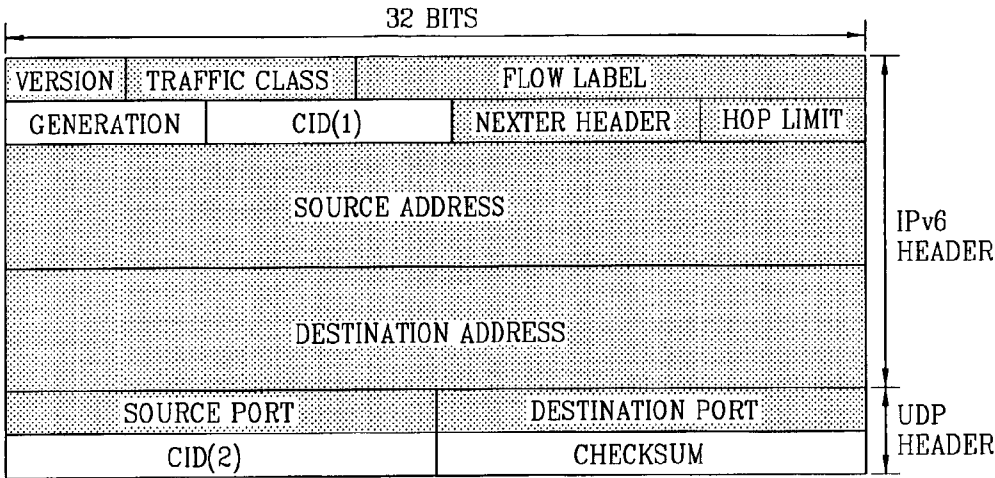 32 BITS
VERSION TRAFFIC CLASS FLOW LABEL
GENERATION CID(1) NEXTER HEADER HOP LIMIT
SOURCE ADDRESS
IPv6
HEADER
DESTINATION ADDRESS
SOURCE PORT DESTINATION PORT
UDP
HEADER
CID(2) CHECKSUM